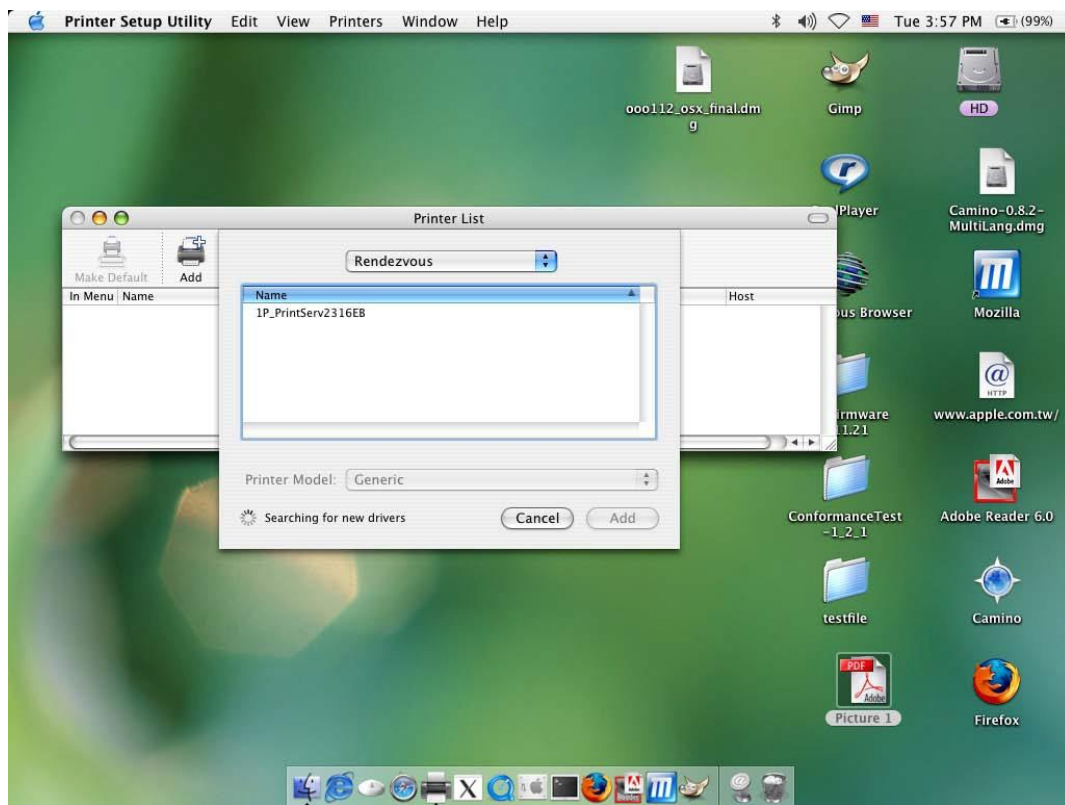 Printer Setup Utility Edit View Printers Window Help Tue 3:57 PM (99%)
ooo112_osx_final.dm
g
Gimp
HD
Player
Camino-0.8.2-
MultiLang.dmg
Printer List
Make Default
Add
Rendezvous
In Menu Name
Host
Name
1P_PrintServ2316EB
Browser
Mozilla
HTTP
1.21
www.apple.com.tw/
Printer Model: Generic
Searching for new drivers
Cancel
Add
ConformanceTest
-1_2_1
Adobe
Adobe Reader 6.0
testfile
Camino
PDF
Adobe
Picture 1
Firefox